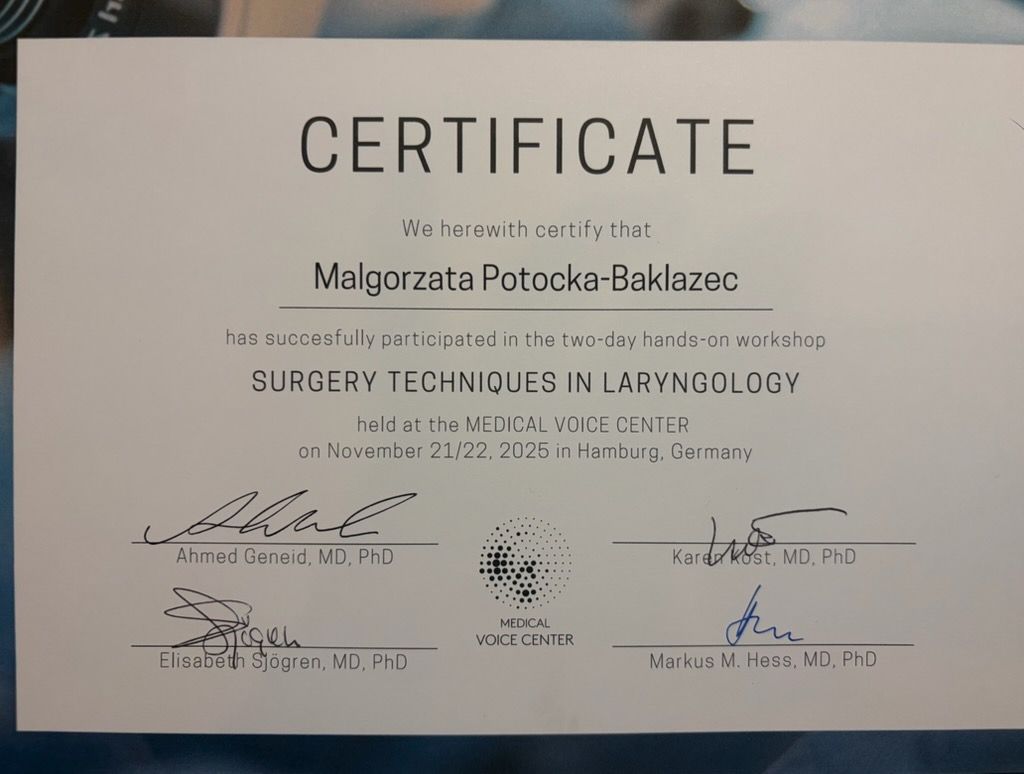 CERTIFICATE
We herewith certify that
Malgorzata Potocka-Baklazec
has succesfully participated in the two-day hands-on workshop
SURGERY TECHNIQUES IN LARYNGOLOGY
held at the MEDICAL VOICE CENTER
on November 21/22, 2025 in Hamburg, Germany
Ahmed Geneid, MD, PhD
Karen Kost, MD, PhD
Elisabeth Sjögren, MD, PhD
MEDICAL
VOICE CENTER
Markus M. Hess, MD, PhD